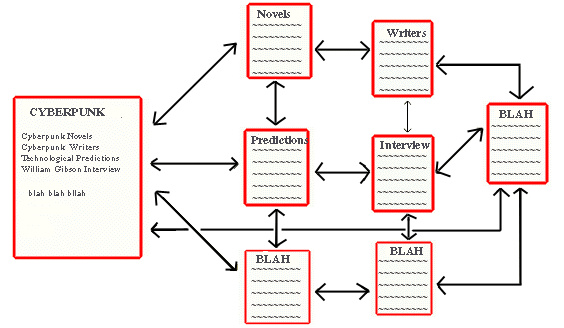 CYBERPUNK
Cyberpunk Novels
Cyberpunk Writers
Technological Predictions
William Gibson Interview
blah blah bllah
Novels
Writers
BLAH
Predictions
Interview
BLAH
BLAH